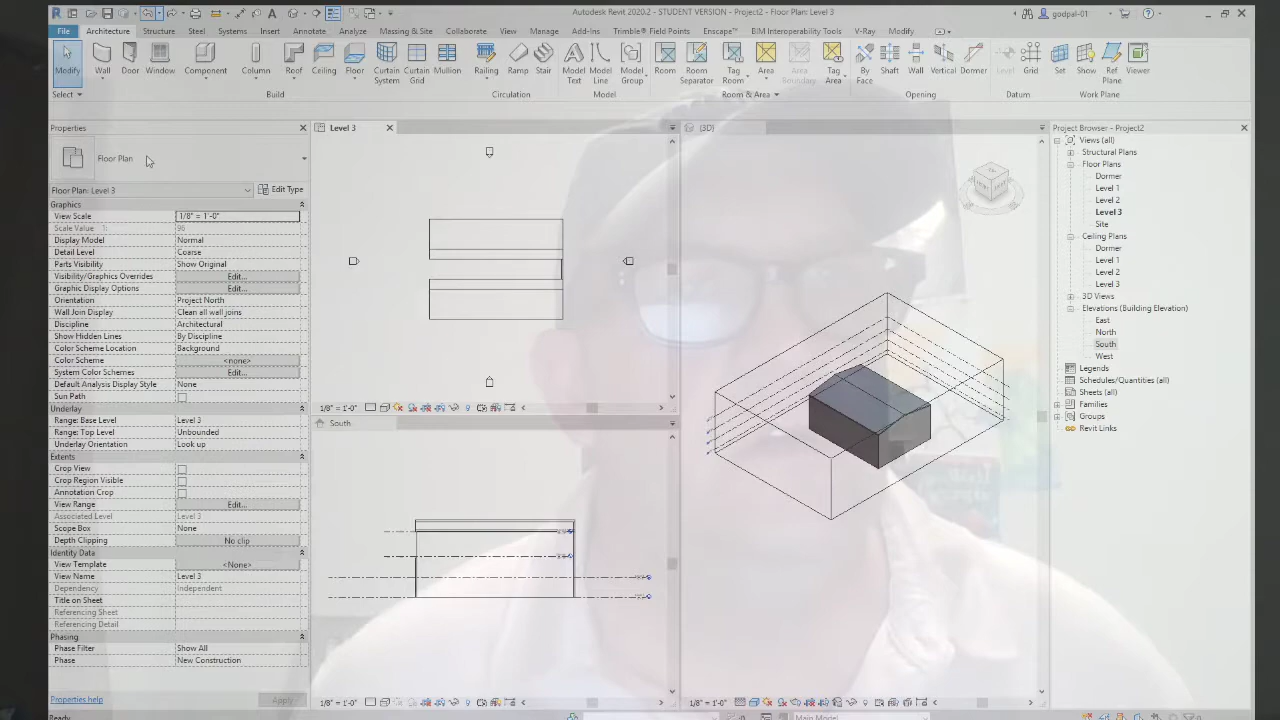 Autodesk Revit 2020.2 - STUDENT VERSION - Project2 - Floor Plan: Level 3
godpal-01
File Architecture Structure Steel Systems Insert Annotate Analyze Massing & Site Collaborate View Manage Add-Ins Trimble® Field Points Enscape™ BIM Interoperability Tools V-Ray Modify
Modify Wall Door Window Component Column Roof Ceiling Floor Curtain System Curtain Grid Mullion Railing Ramp Stair Model Text Model Line Model Group Room Room Separator Tag Room Area Area Boundary Tag Area By Face Shaft Wall Vertical Dormer Level Grid Set Show Ref Plane Viewer
Select Build Circulation Model Room & Area Opening Datum Work Plane
Properties
Floor Plan
Floor Plan: Level 3 Edit Type
Graphics
View Scale 1/8" = 1'-0"
Scale Value 1: 96
Display Model Normal
Detail Level Coarse
Parts Visibility Show Original
Visibility/Graphics Overrides Edit...
Graphic Display Options Edit...
Orientation Project North
Wall Join Display Clean all wall joins
Discipline Architectural
Show Hidden Lines By Discipline
Color Scheme Location Background
Color Scheme <none>
System Color Schemes Edit...
Default Analysis Display Style None
Sun Path
Underlay
Range: Base Level Level 3
Range: Top Level Unbounded
Underlay Orientation Look up
Extents
Crop View
Crop Region Visible
Annotation Crop
View Range Edit...
Associated Level Level 3
Scope Box None
Depth Clipping No clip
Identity Data
View Template <None>
View Name Level 3
Dependency Independent
Title on Sheet
Referencing Sheet
Referencing Detail
Phasing
Phase Filter Show All
Phase New Construction
Properties help Apply
Ready
Level 3
1/8" = 1'-0"
South
1/8" = 1'-0"
{3D}
1/8" = 1'-0"
Main Model
Project Browser - Project2
Views (all)
Structural Plans
Floor Plans
Dormer
Level 1
Level 2
Level 3
Site
Ceiling Plans
Dormer
Level 1
Level 2
Level 3
3D Views
Elevations (Building Elevation)
East
North
South
West
Legends
Schedules/Quantities (all)
Sheets (all)
Families
Groups
Revit Links